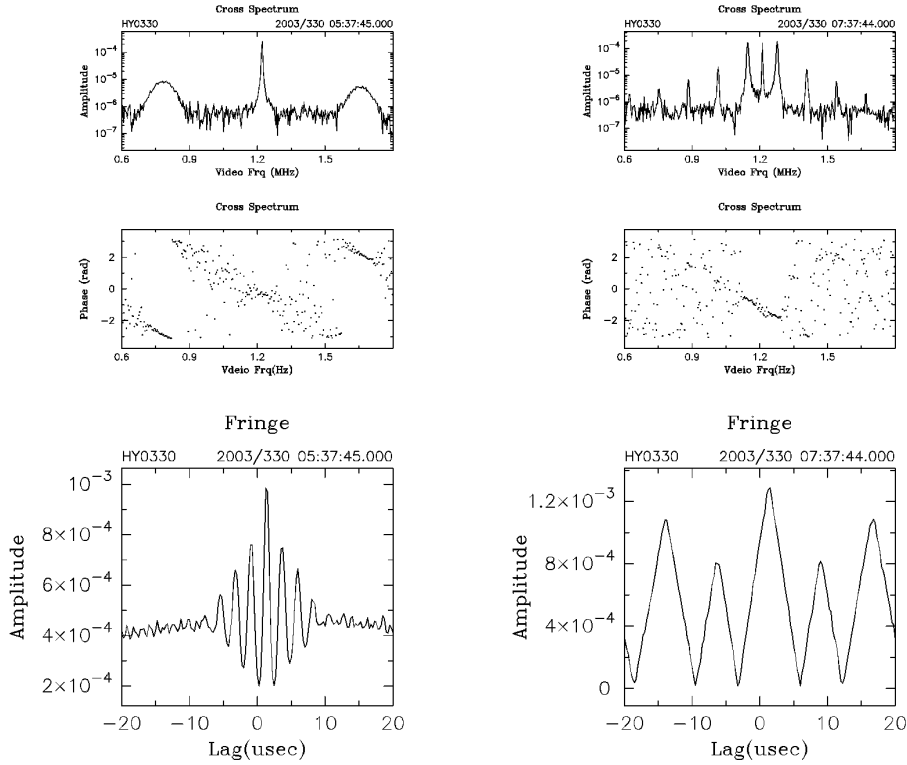 Cross Spectrum
HY0330 2003/330 05:37:45.000
Amplitude
10⁻⁴
10⁻⁵
10⁻⁶
10⁻⁷
0.6 0.9 1.2 1.5
Video Frq (MHz)
Cross Spectrum
HY0330 2003/330 07:37:44.000
Amplitude
10⁻⁴
10⁻⁵
10⁻⁶
10⁻⁷
0.6 0.9 1.2 1.5
Video Frq (MHz)
Cross Spectrum
Phase (rad)
2
0
−2
0.6 0.9 1.2 1.5
Vdeio Frq(Hz)
Cross Spectrum
Phase (rad)
2
0
−2
0.6 0.9 1.2 1.5
Vdeio Frq(Hz)
Fringe
HY0330 2003/330 05:37:45.000
Amplitude
10⁻³
8×10⁻⁴
6×10⁻⁴
4×10⁻⁴
2×10⁻⁴
−20 −10 0 10 20
Lag(usec)
Fringe
HY0330 2003/330 07:37:44.000
Amplitude
1.2×10⁻³
8×10⁻⁴
4×10⁻⁴
0
−20 −10 0 10 20
Lag(usec)